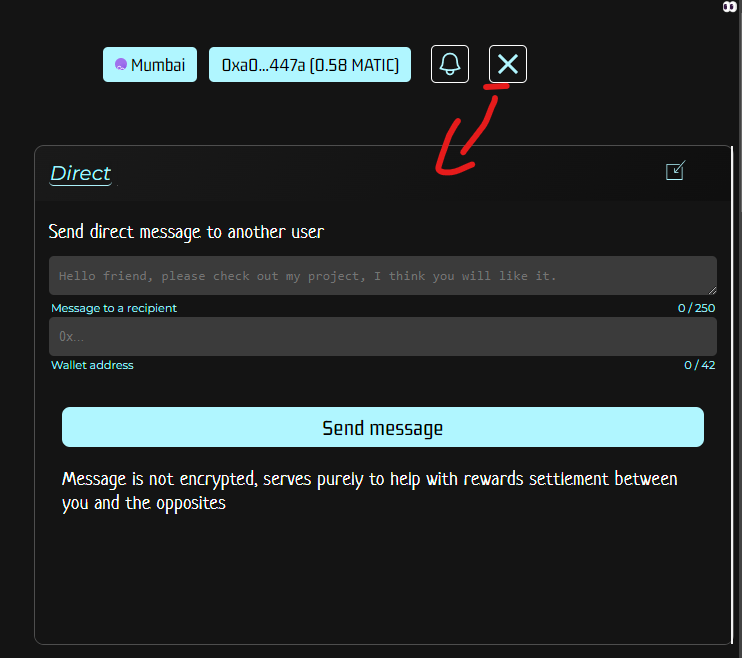 Mumbai
0xa0...447a (0.58 MATIC)
Direct
Send direct message to another user
Hello friend, please check out my project, I think you will like it.
Message to a recipient 0 / 250
0x...
Wallet address 0 / 42
Send message
Message is not encrypted, serves purely to help with rewards settlement between
you and the opposites